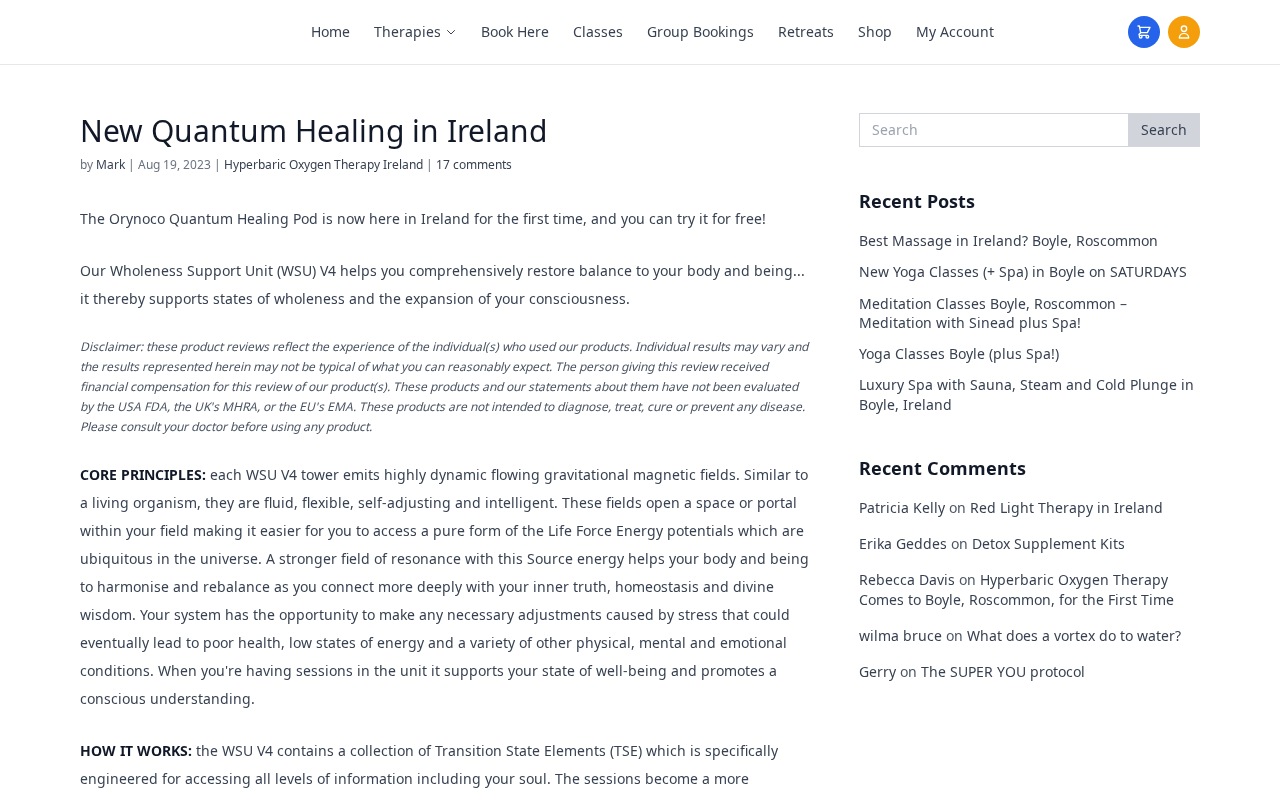 Home Therapies Book Here Classes Group Bookings Retreats Shop My Account
New Quantum Healing in Ireland
by Mark | Aug 19, 2023 | Hyperbaric Oxygen Therapy Ireland | 17 comments
The Orynoco Quantum Healing Pod is now here in Ireland for the first time, and you can try it for free!
Our Wholeness Support Unit (WSU) V4 helps you comprehensively restore balance to your body and being...
it thereby supports states of wholeness and the expansion of your consciousness.
Disclaimer: these product reviews reflect the experience of the individual(s) who used our products. Individual results may vary and
the results represented herein may not be typical of what you can reasonably expect. The person giving this review received
financial compensation for this review of our product(s). These products and our statements about them have not been evaluated
by the USA FDA, the UK's MHRA, or the EU's EMA. These products are not intended to diagnose, treat, cure or prevent any disease.
Please consult your doctor before using any product.
CORE PRINCIPLES: each WSU V4 tower emits highly dynamic flowing gravitational magnetic fields. Similar to
a living organism, they are fluid, flexible, self-adjusting and intelligent. These fields open a space or portal
within your field making it easier for you to access a pure form of the Life Force Energy potentials which are
ubiquitous in the universe. A stronger field of resonance with this Source energy helps your body and being
to harmonise and rebalance as you connect more deeply with your inner truth, homeostasis and divine
wisdom. Your system has the opportunity to make any necessary adjustments caused by stress that could
eventually lead to poor health, low states of energy and a variety of other physical, mental and emotional
conditions. When you're having sessions in the unit it supports your state of well-being and promotes a
conscious understanding.
HOW IT WORKS: the WSU V4 contains a collection of Transition State Elements (TSE) which is specifically
engineered for accessing all levels of information including your soul. The sessions become a more
Search Search
Recent Posts
Best Massage in Ireland? Boyle, Roscommon
New Yoga Classes (+ Spa) in Boyle on SATURDAYS
Meditation Classes Boyle, Roscommon –
Meditation with Sinead plus Spa!
Yoga Classes Boyle (plus Spa!)
Luxury Spa with Sauna, Steam and Cold Plunge in
Boyle, Ireland
Recent Comments
Patricia Kelly on Red Light Therapy in Ireland
Erika Geddes on Detox Supplement Kits
Rebecca Davis on Hyperbaric Oxygen Therapy
Comes to Boyle, Roscommon, for the First Time
wilma bruce on What does a vortex do to water?
Gerry on The SUPER YOU protocol